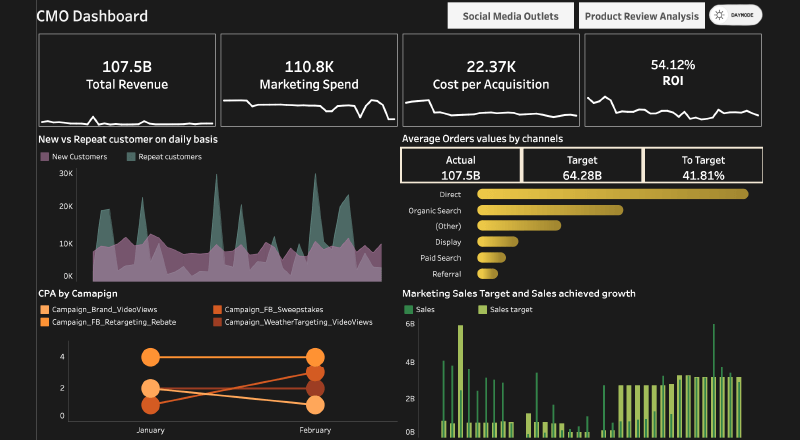 CMO Dashboard
Social Media Outlets
Product Review Analysis
DAYMODE
107.5B
Total Revenue
110.8K
Marketing Spend
22.37K
Cost per Acquisition
54.12%
ROI
New vs Repeat customer on daily basis
New Customers
Repeat customers
30K
20K
10K
0K
Average Orders values by channels
Actual
107.5B
Target
64.28B
To Target
41.81%
Direct
Organic Search
(Other)
Display
Paid Search
Referral
CPA by Camapign
Campaign_Brand_VideoViews
Campaign_FB_Sweepstakes
Campaign_FB_Retargeting_Rebate
Campaign_WeatherTargeting_VideoViews
4
2
0
January
February
Marketing Sales Target and Sales achieved growth
Sales
Sales target
6B
4B
2B
0B